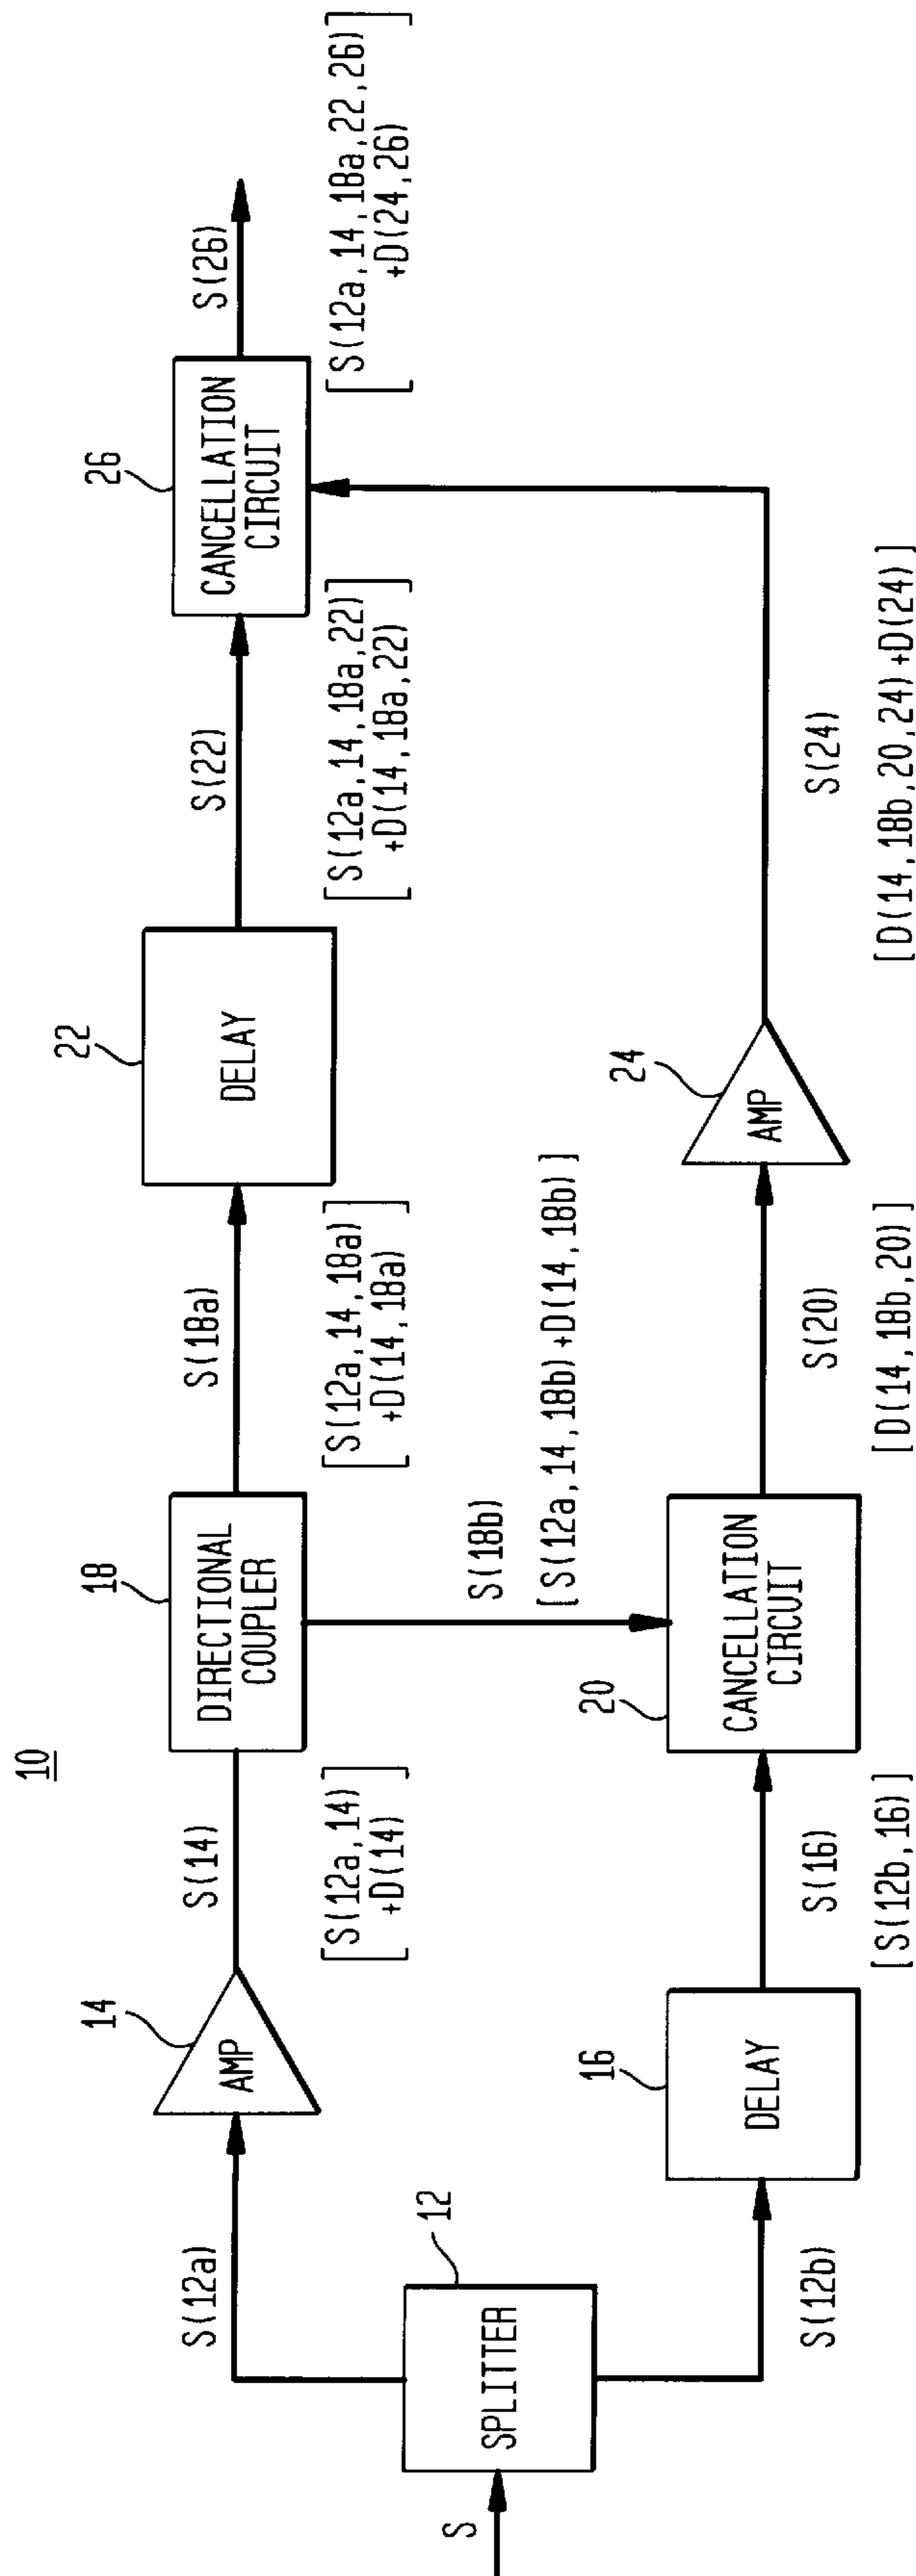 10
S
SPLITTER
12
S(12a)
S(12b)
14
AMP
16
DELAY
S(14)
[S(12a,14)
+D(14)]
S(16)
[S(12b,16)]
18
DIRECTIONAL
COUPLER
20
CANCELLATION
CIRCUIT
S(18b)
[S(12a,14,18b)+D(14,18b)]
S(18a)
[S(12a,14,18a)
+D(14,18a)]
S(20)
[D(14,18b,20)]
22
DELAY
24
AMP
S(22)
[S(12a,14,18a,22)
+D(14,18a,22)]
S(24)
[D(14,18b,20,24)+D(24)]
26
CANCELLATION
CIRCUIT
S(26)
[S(12a,14,18a,22,26)
+D(24,26)]